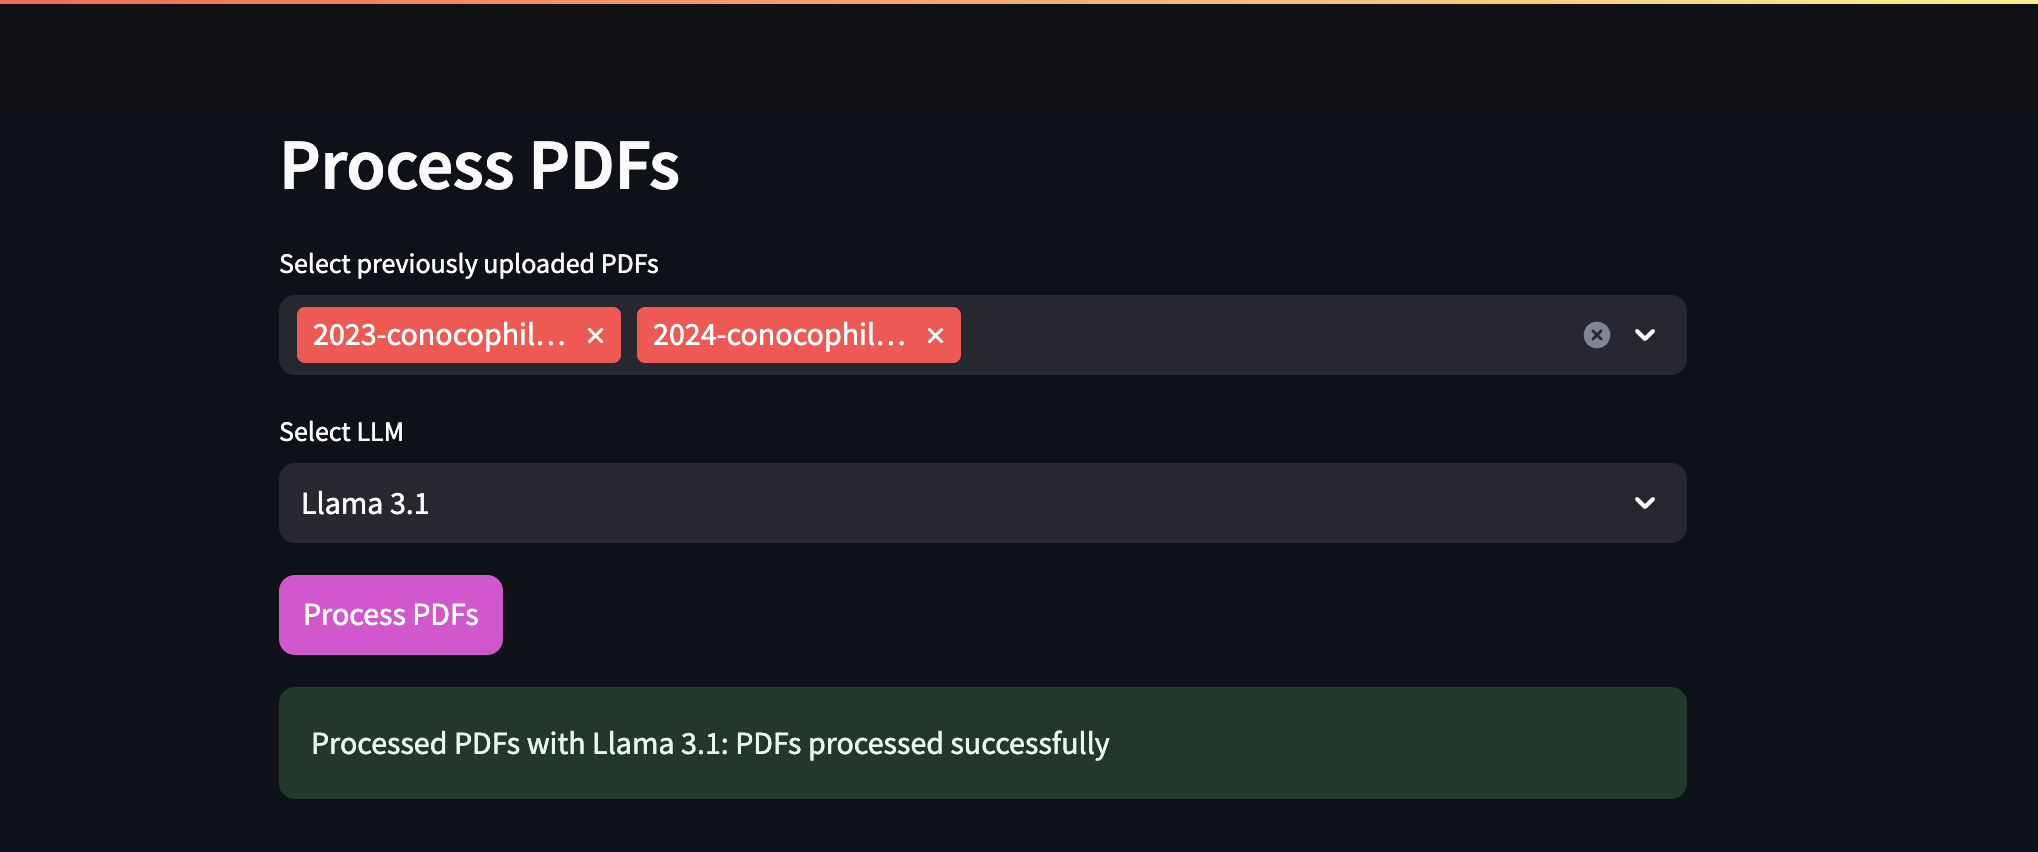 Process PDFs
Select previously uploaded PDFs
2023-conocophil... 2024-conocophil...
Select LLM
Llama 3.1
Process PDFs
Processed PDFs with Llama 3.1: PDFs processed successfully